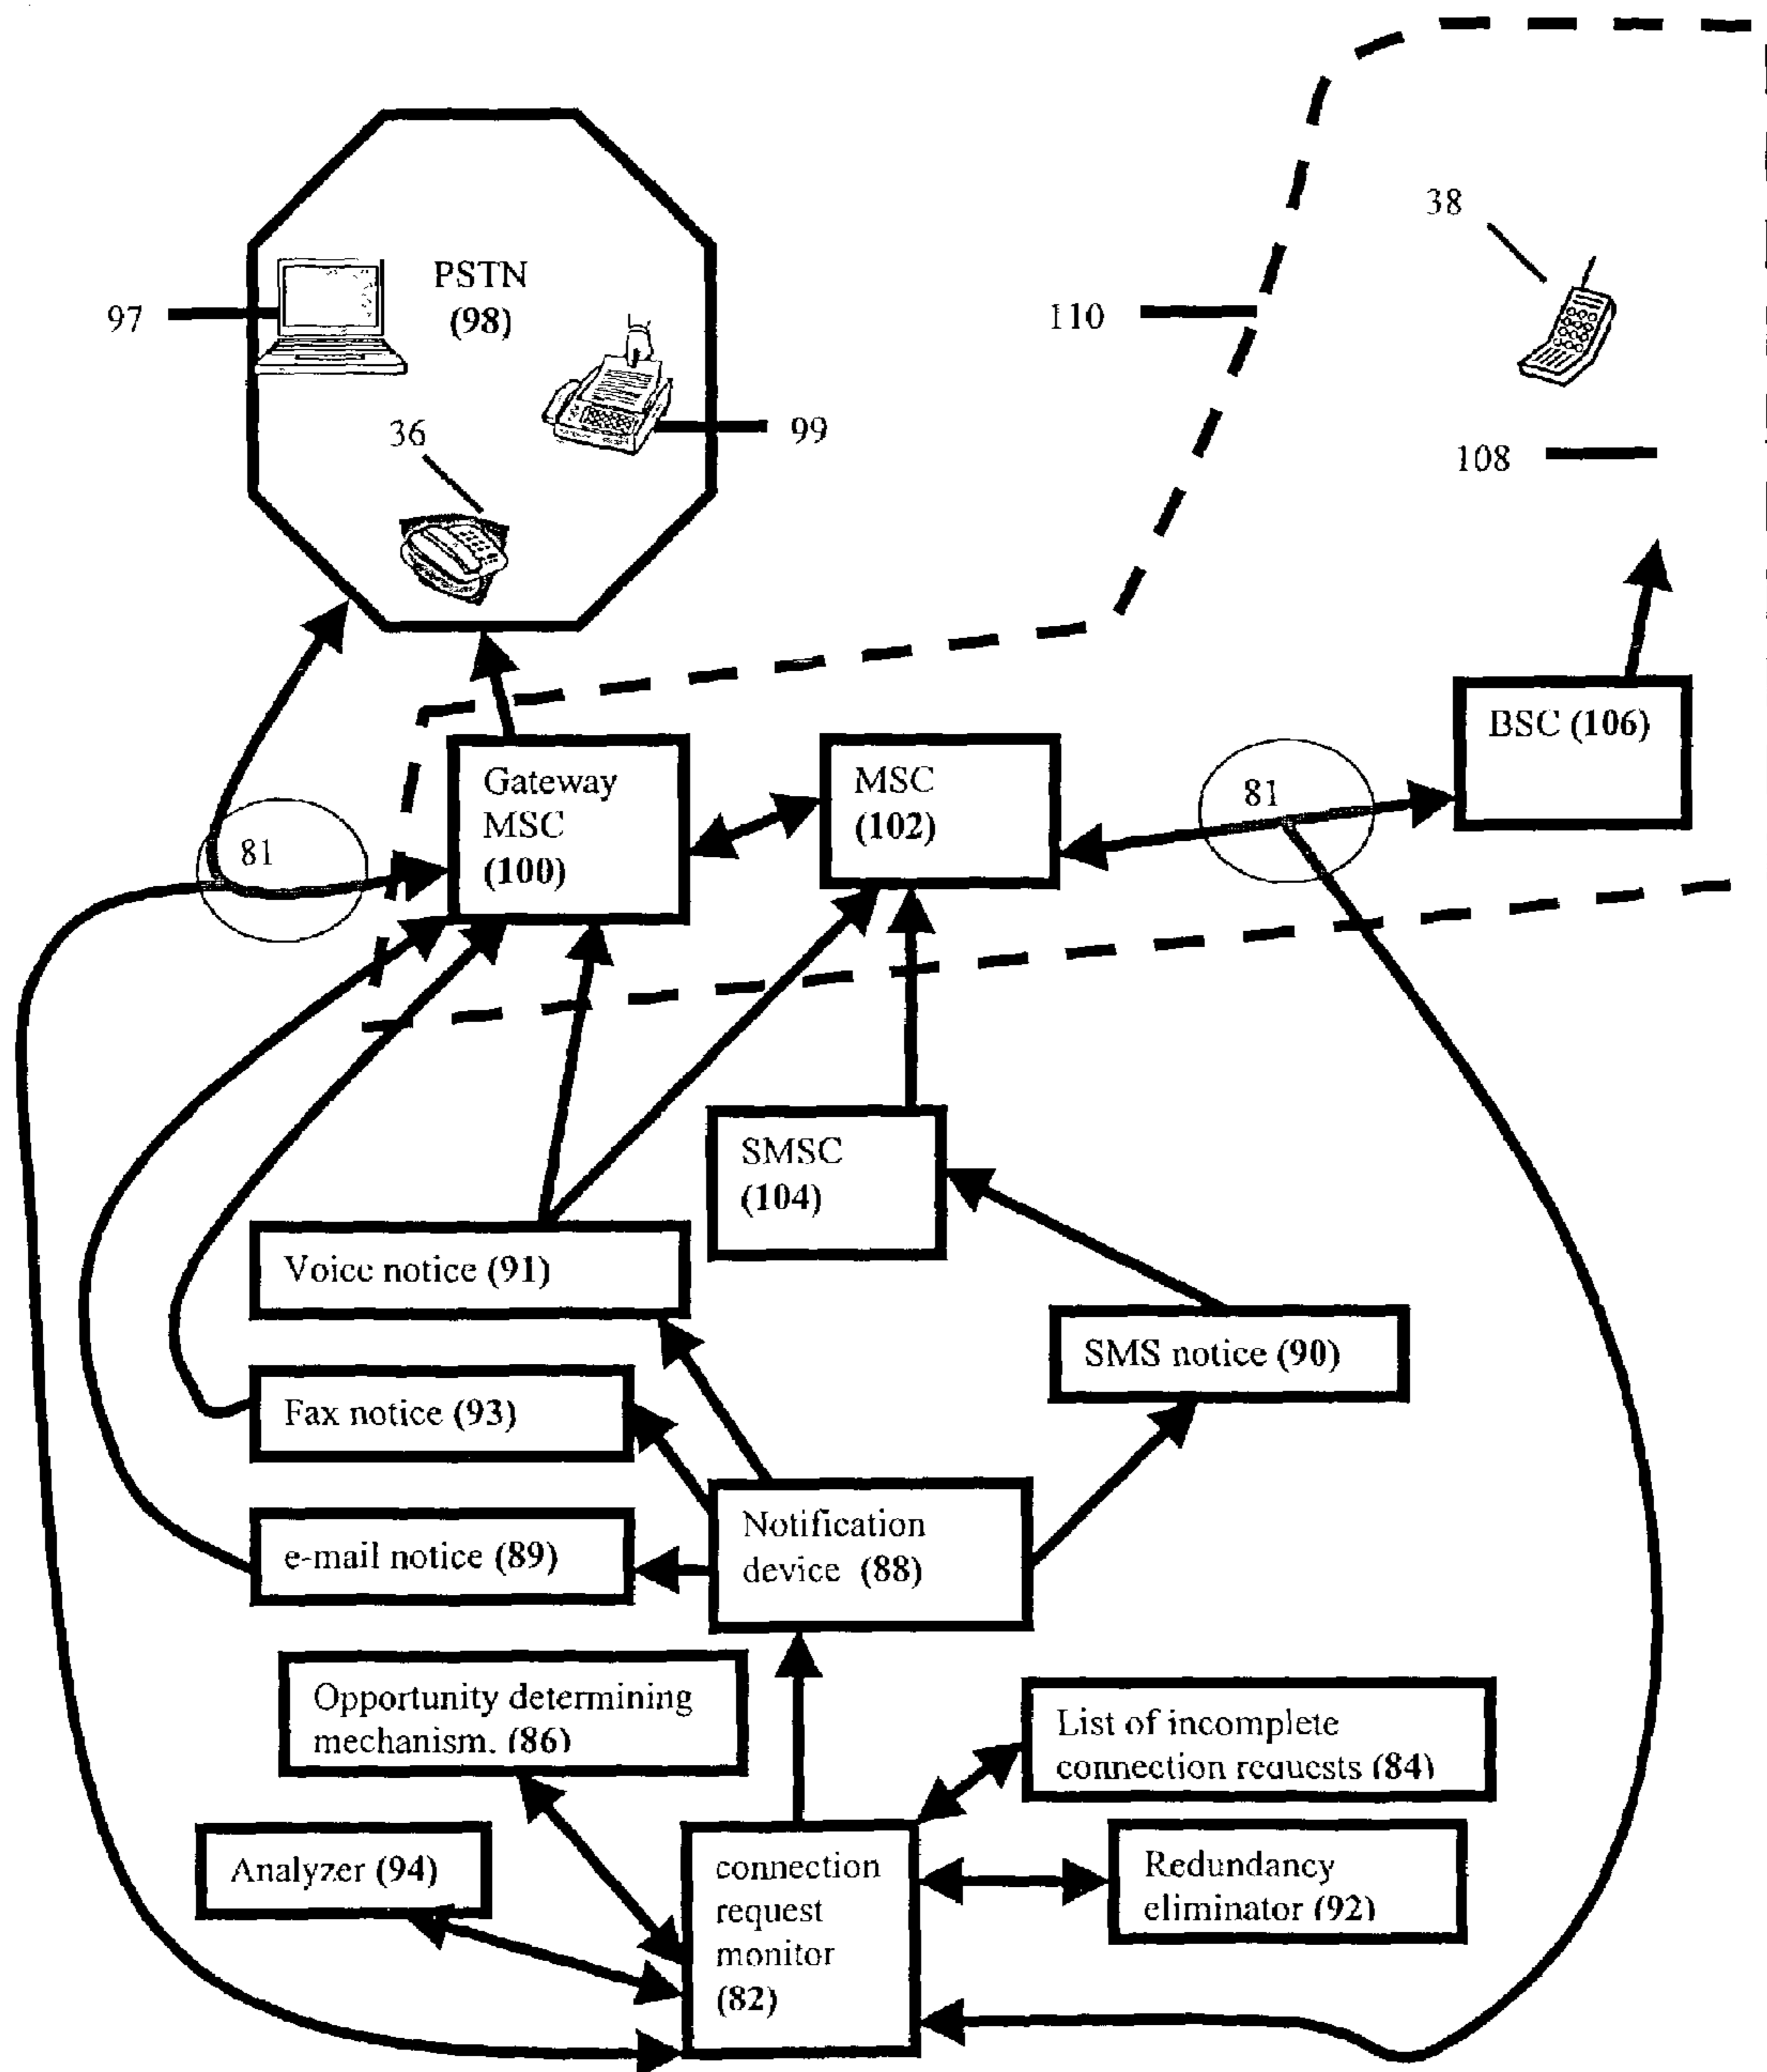 38
PSTN
(98)
97
110
99
36
108
BSC (106)
Gateway
MSC
(100)
MSC
(102)
81
81
SMSC
(104)
Voice notice (91)
SMS notice (90)
Fax notice (93)
Notification
device (88)
e-mail notice (89)
Opportunity determining
mechanism. (86)
List of incomplete
connection requests (84)
Analyzer (94)
connection
request
monitor
(82)
Redundancy
eliminator (92)